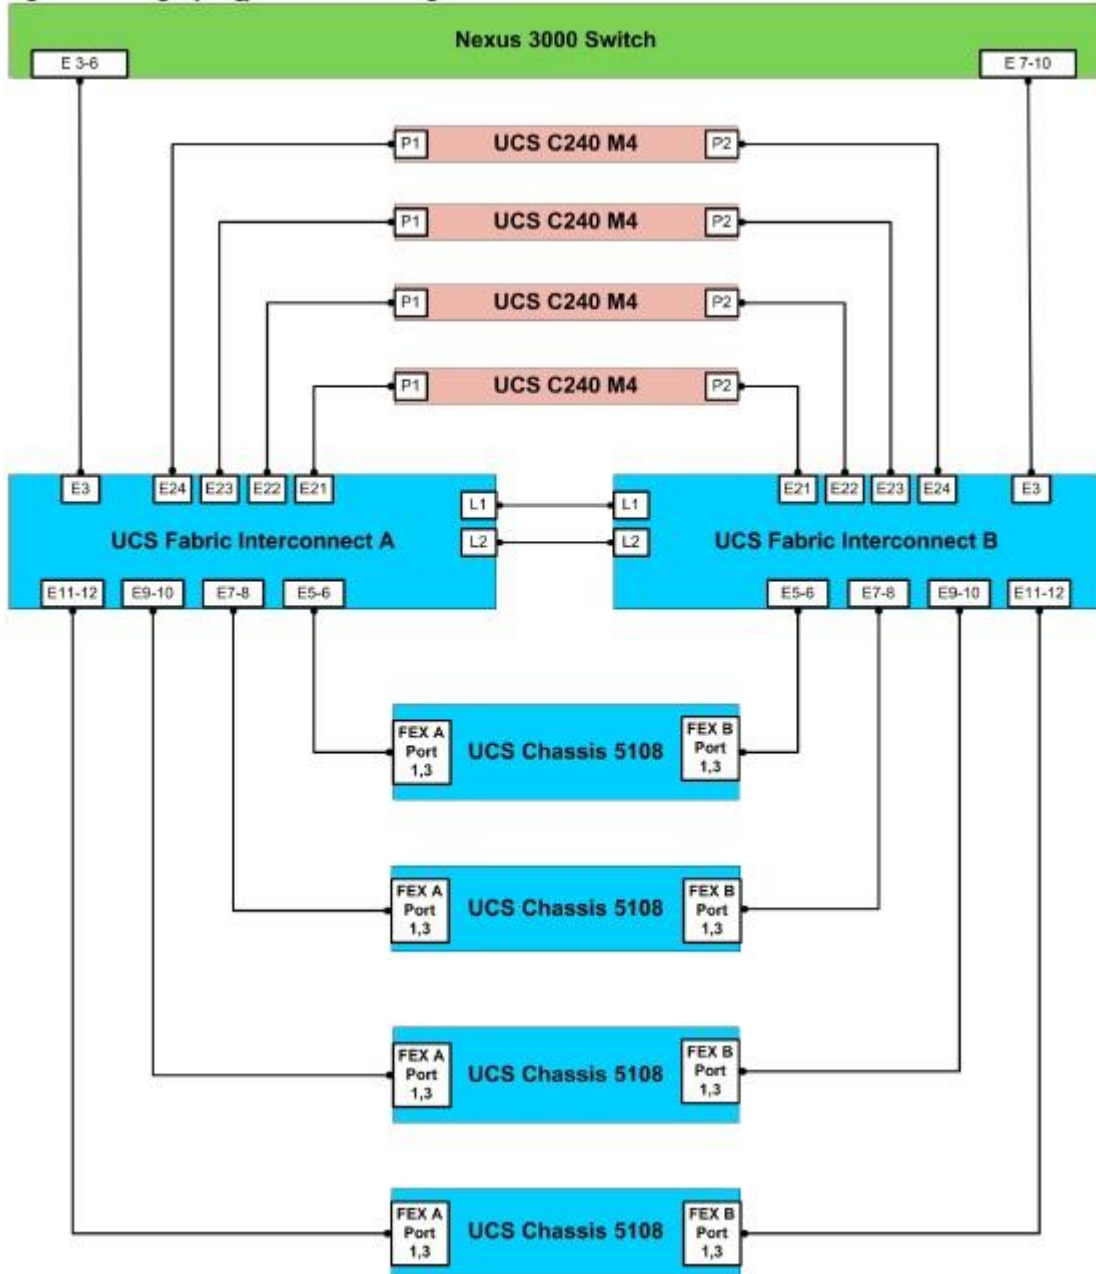 Nexus 3000 Switch
E 3-6
E 7-10
P1
UCS C240 M4
P2
P1
UCS C240 M4
P2
P1
UCS C240 M4
P2
P1
UCS C240 M4
P2
E3
E24
E23
E22
E21
E21
E22
E23
E24
E3
L1
L1
UCS Fabric Interconnect A
L2
L2
UCS Fabric Interconnect B
E11-12
E9-10
E7-8
E5-6
E5-6
E7-8
E9-10
E11-12
FEX A
Port
1,3
UCS Chassis 5108
FEX B
Port
1,3
FEX A
Port
1,3
UCS Chassis 5108
FEX B
Port
1,3
FEX A
Port
1,3
UCS Chassis 5108
FEX B
Port
1,3
FEX A
Port
1,3
UCS Chassis 5108
FEX B
Port
1,3